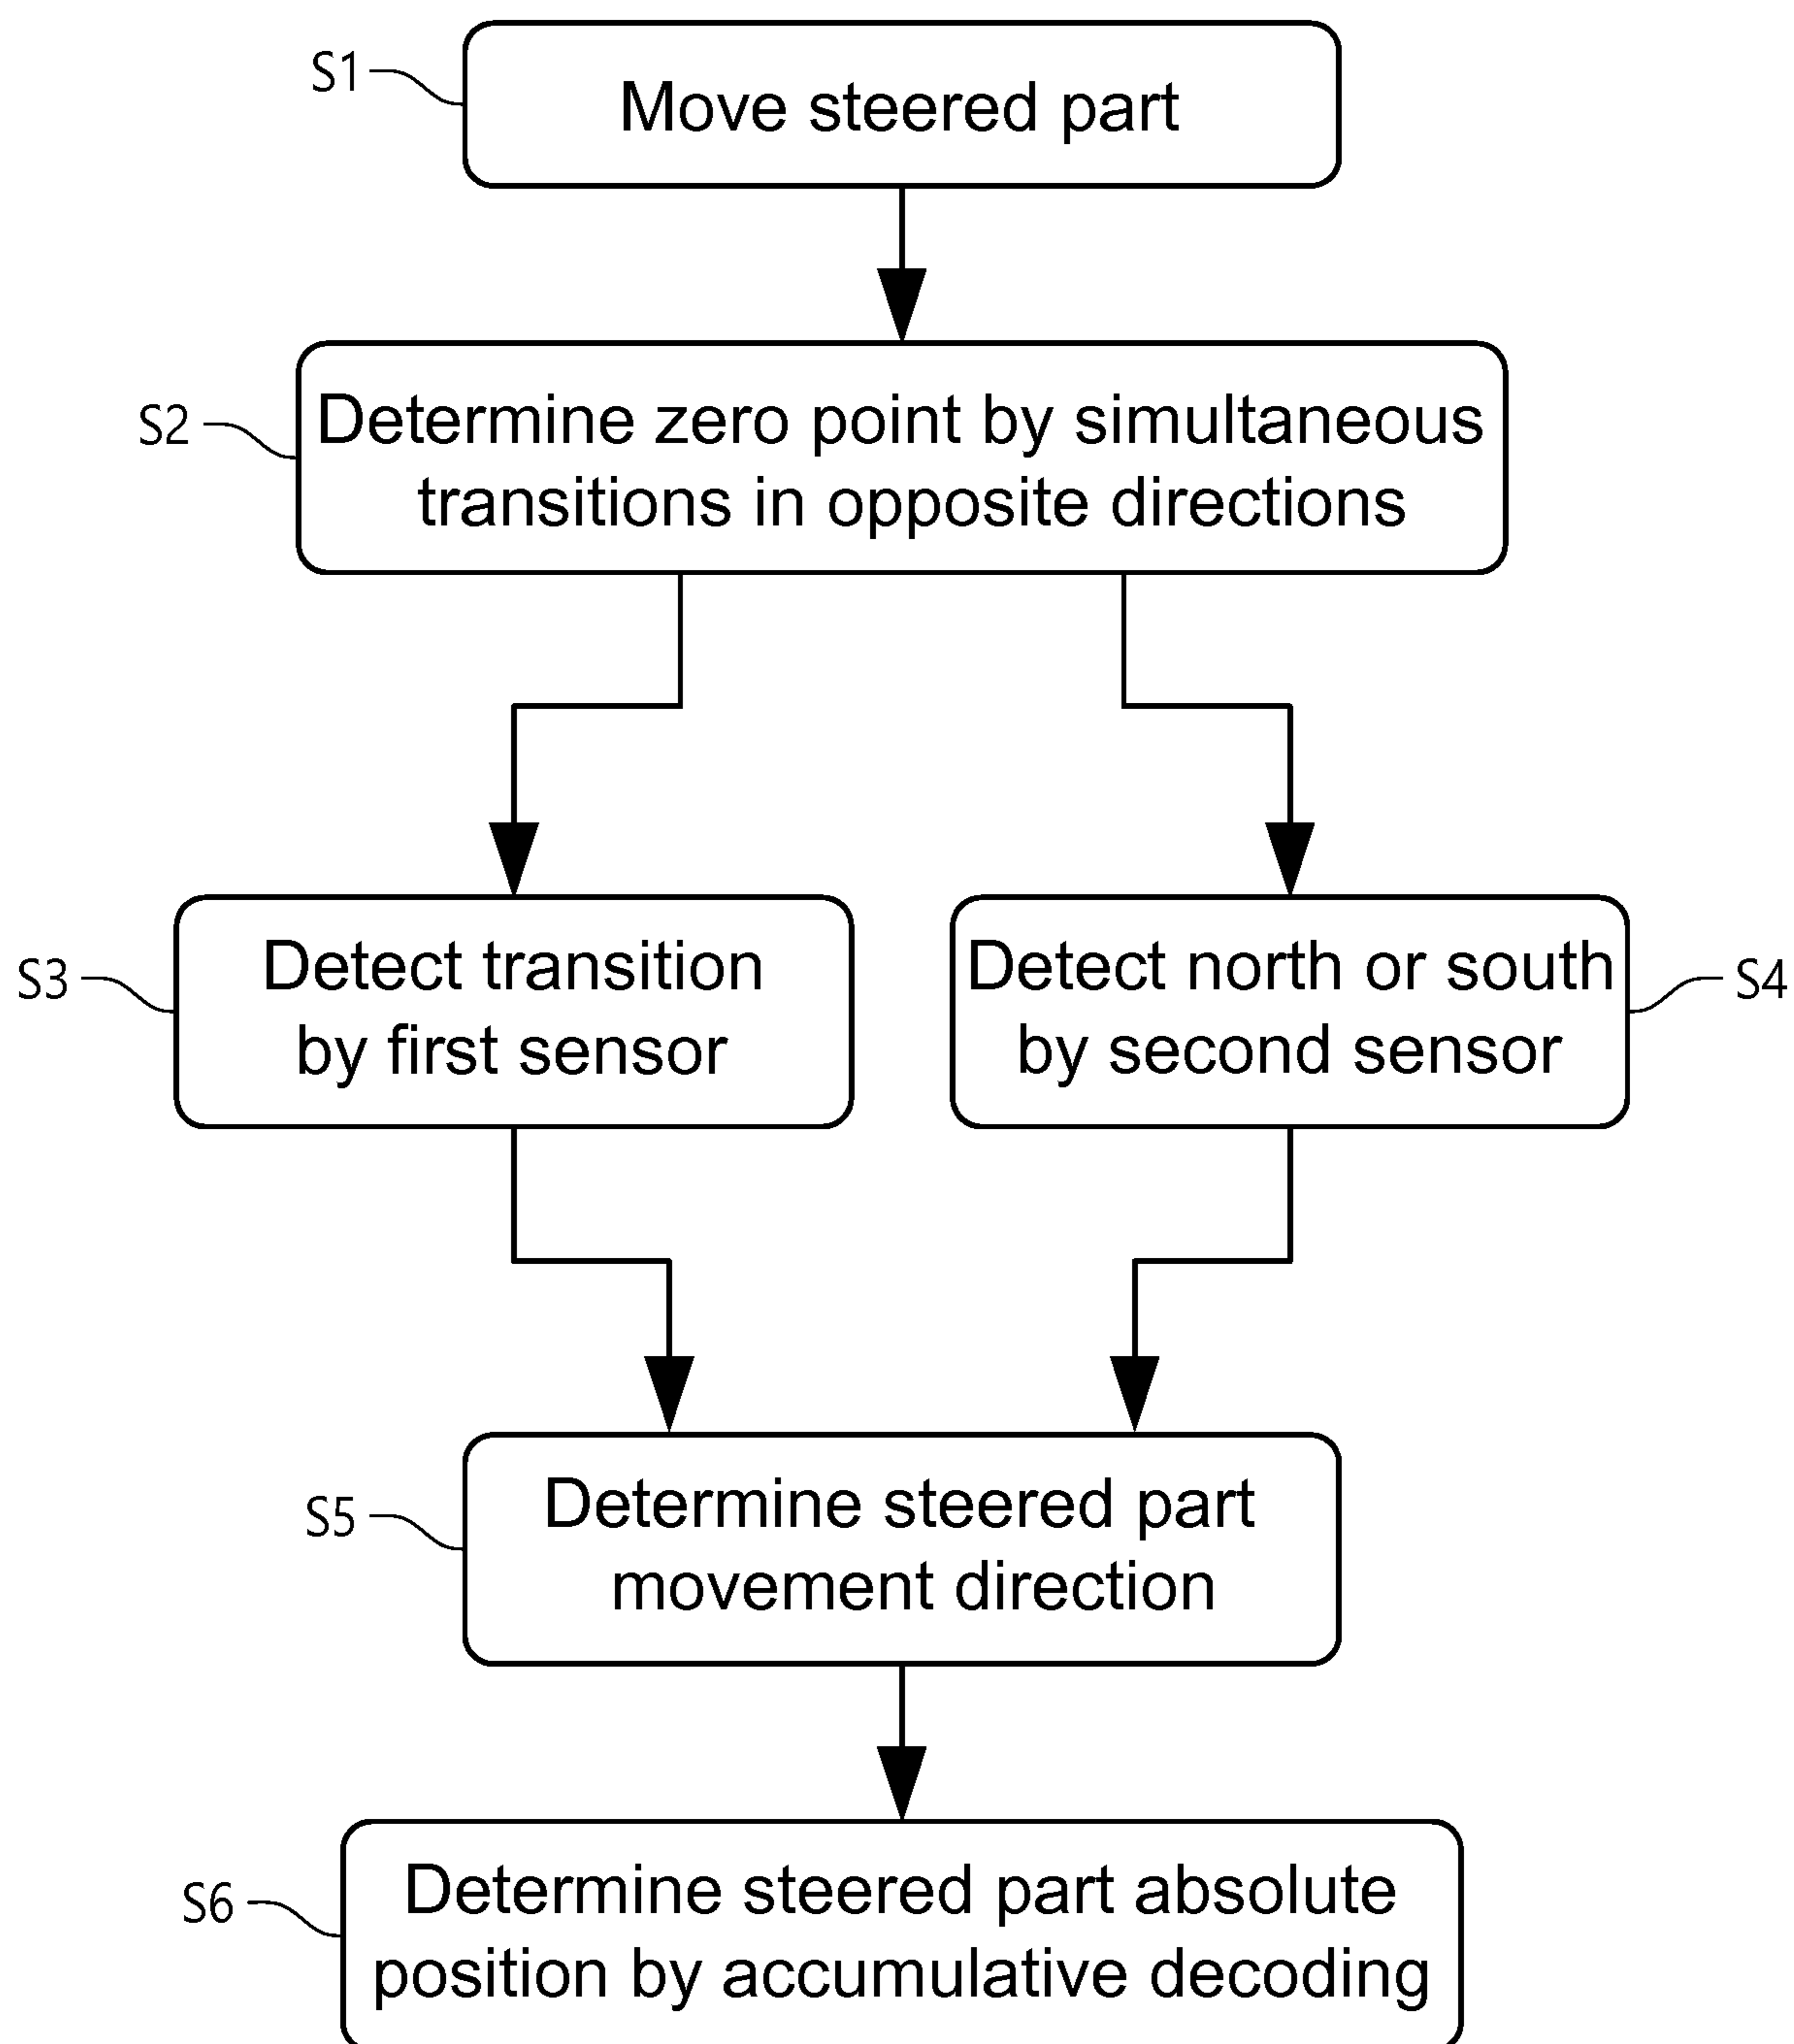 S1
Move steered part
S2
Determine zero point by simultaneous
transitions in opposite directions
S3
Detect transition
by first sensor
Detect north or south
by second sensor
S4
S5
Determine steered part
movement direction
S6
Determine steered part absolute
position by accumulative decoding